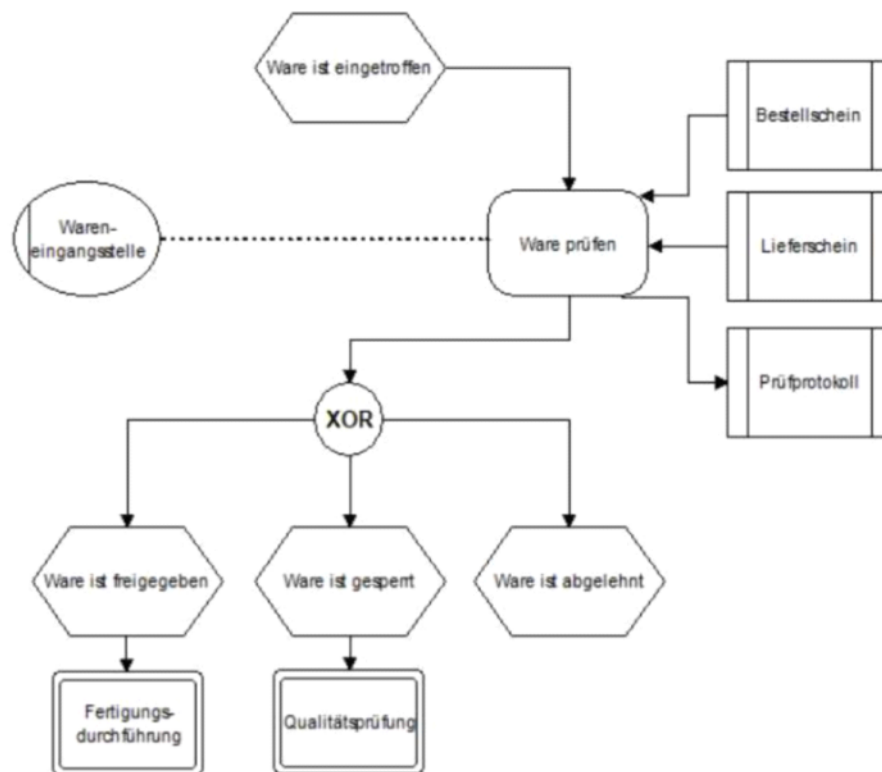 Ware ist eingetroffen
Bestellschein
Waren-
eingangsstelle
Ware prüfen
Lieferschein
Prüfprotokoll
XOR
Ware ist freigegeben
Ware ist gesperrt
Ware ist abgelehnt
Fertigungs-
durchführung
Qualitätsprüfung